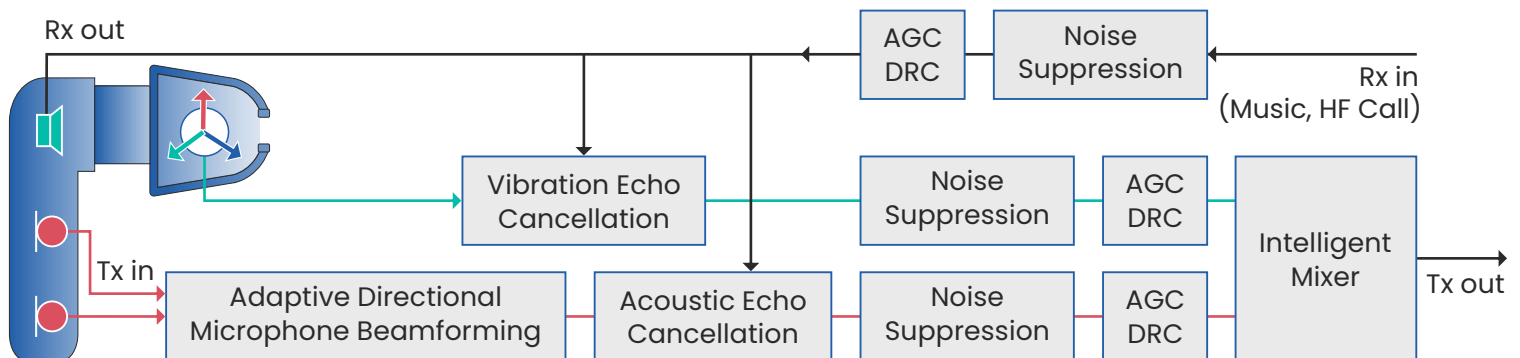 Rx out
AGC
DRC
Noise
Suppression
Rx in
(Music, HF Call)
Vibration Echo
Cancellation
Noise
Suppression
AGC
DRC
Intelligent
Mixer
Tx out
Tx in
Adaptive Directional
Microphone Beamforming
Acoustic Echo
Cancellation
Noise
Suppression
AGC
DRC